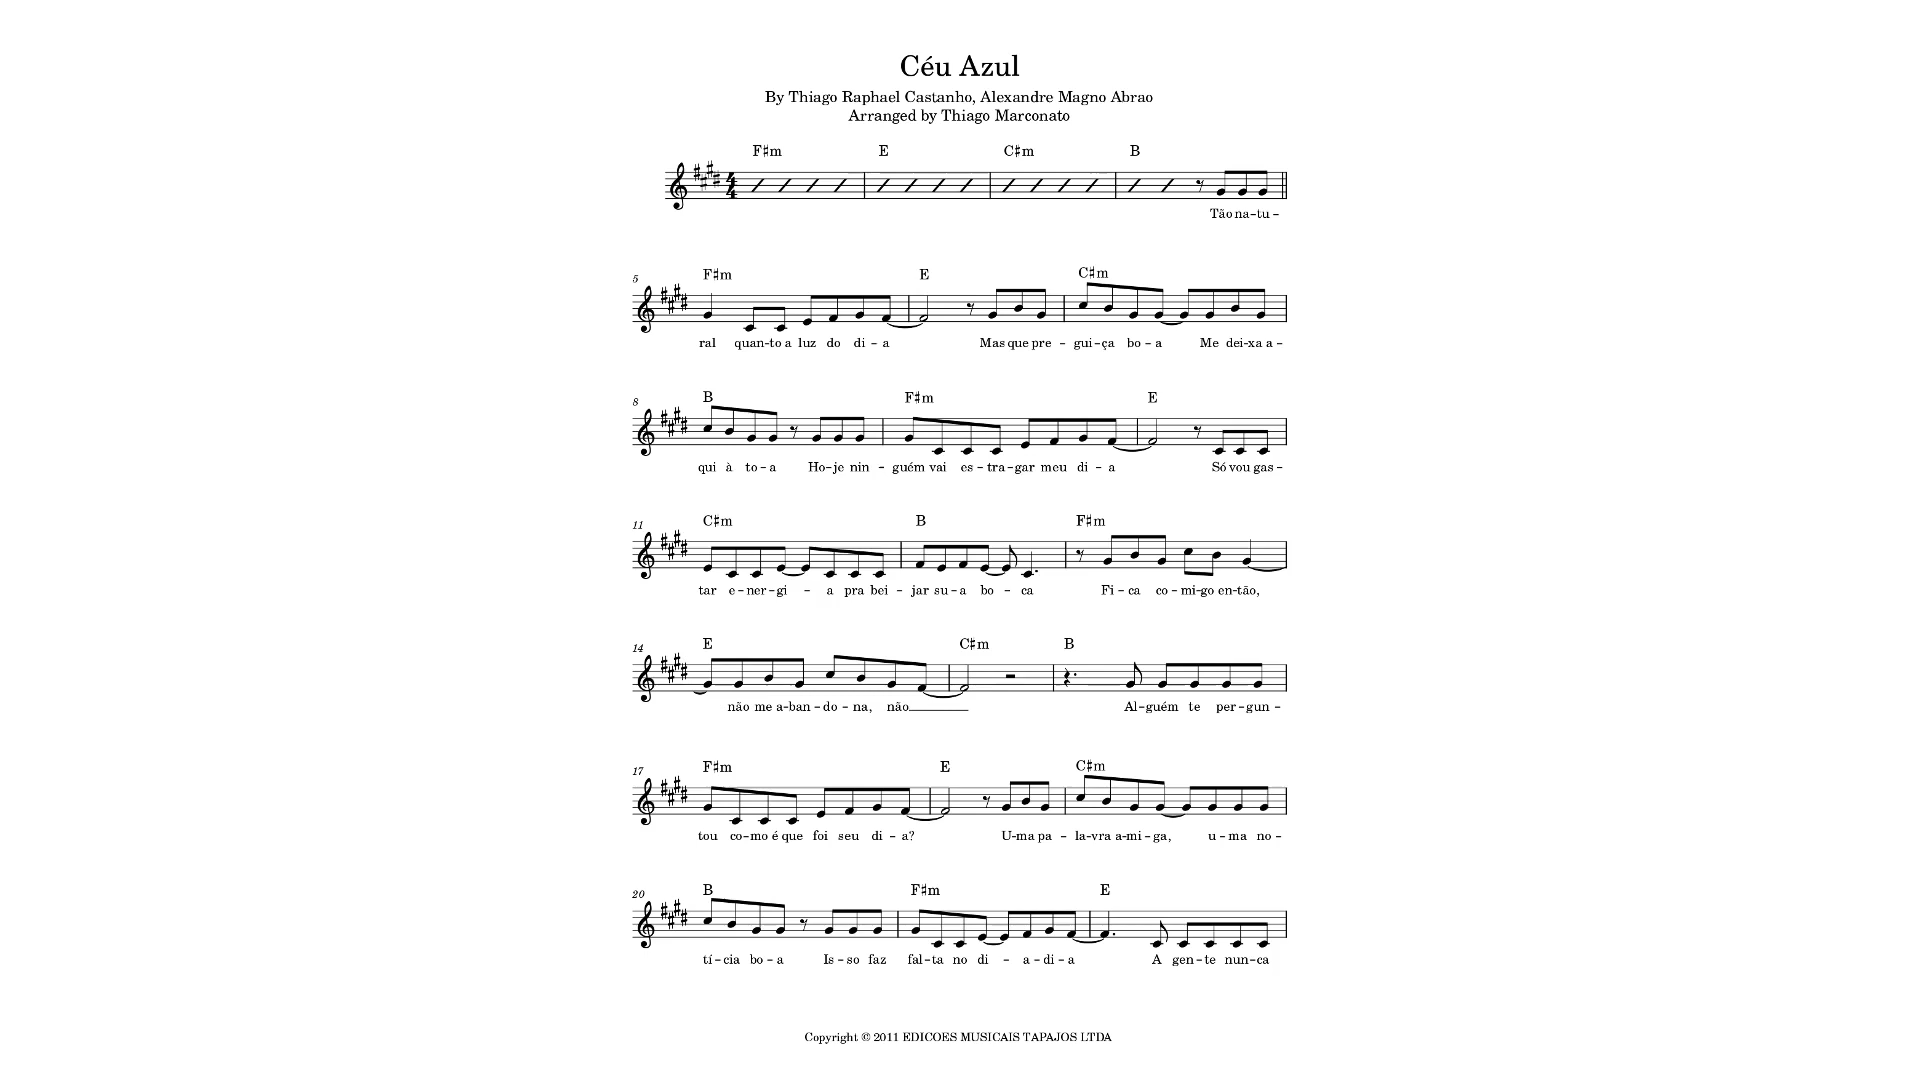 Céu Azul
By Thiago Raphael Castanho, Alexandre Magno Abrao
Arranged by Thiago Marconato
F♯m E C♯m B
4/4
Tão na-tu-
5
F♯m E C♯m
ral quan-to a luz do di-a Mas que pre-gui-ça bo-a Me dei-xa a-
8
B F♯m E
qui à to-a Ho-je nin-guém vai es-tra-gar meu di-a Só vou gas-
11
C♯m B F♯m
tar e-ner-gi-a pra bei-jar su-a bo-ca Fi-ca co-mi-go en-tão,
14
E C♯m B
não me a-ban-do-na, não Al-guém te per-gun-
17
F♯m E C♯m
tou co-mo é que foi seu di-a? U-ma pa-la-vra a-mi-ga, u-ma no-
20
B F♯m E
tí-cia bo-a Is-so faz fal-ta no di-a-di-a A gen-te nun-ca
Copyright © 2011 EDICOES MUSICAIS TAPAJOS LTDA